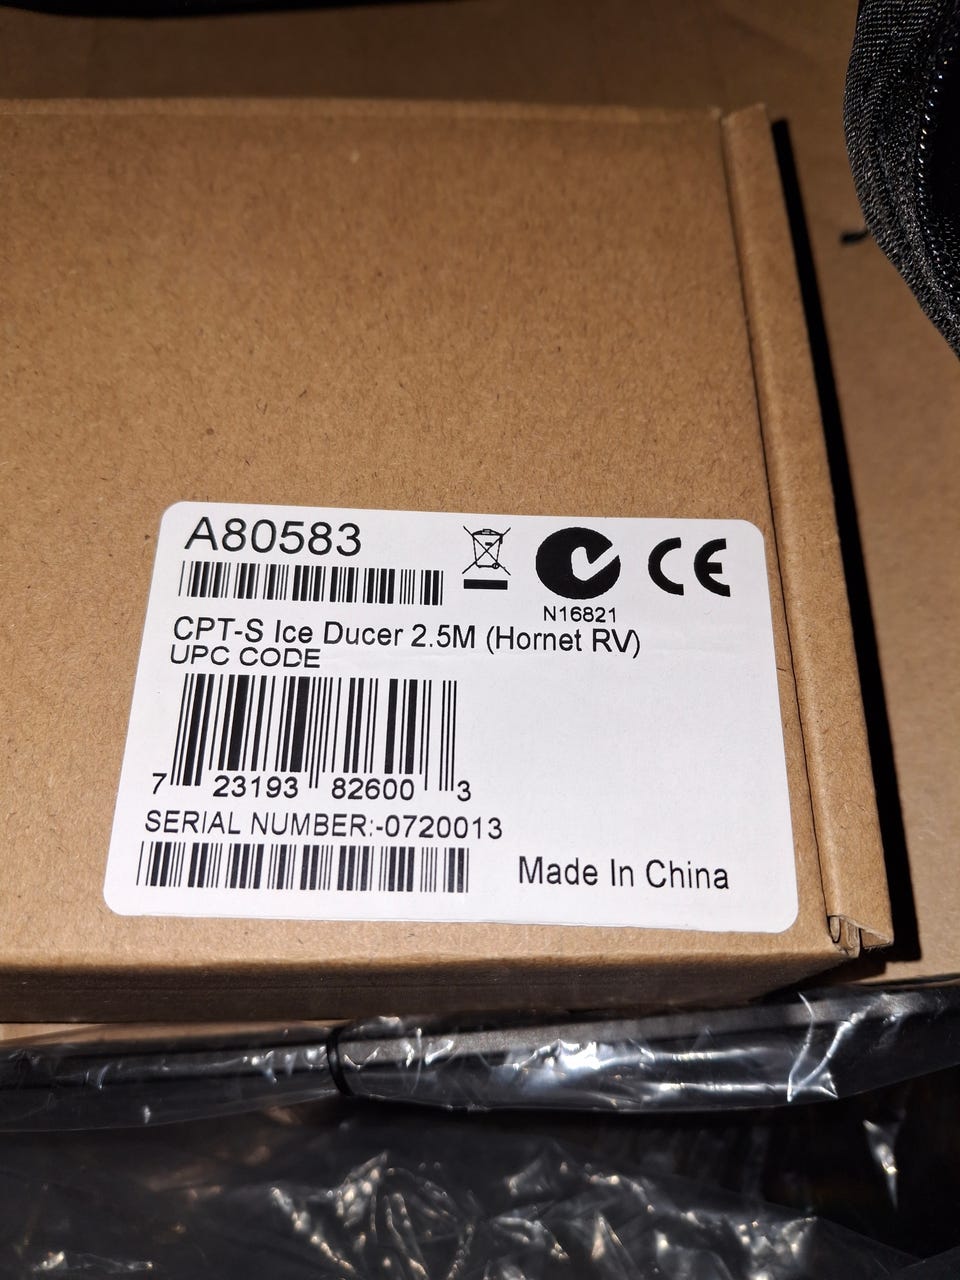 A80583
CE
N16821
CPT-S Ice Ducer 2.5M (Hornet RV)
UPC CODE
7 23193 82600 3
SERIAL NUMBER:-0720013
Made In China